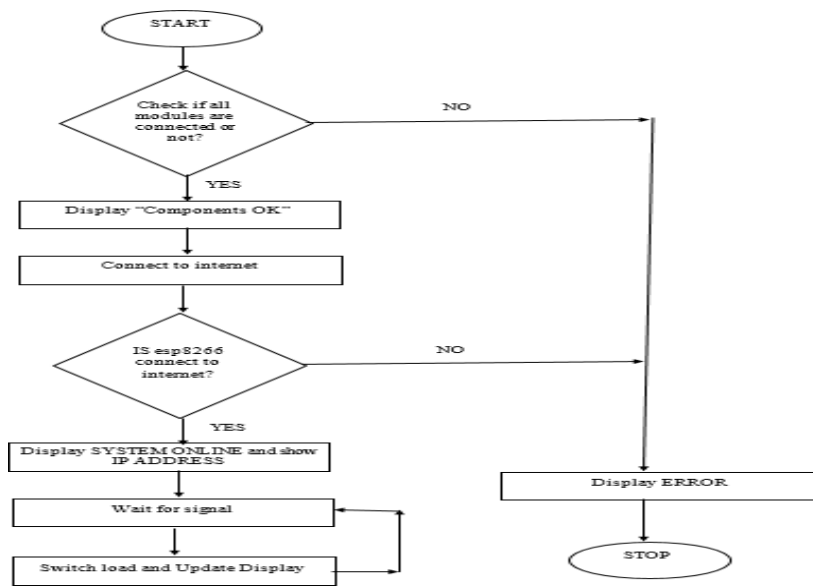 START
Check if all
modules are
connected or
not?
NO
YES
Display "Components OK"
Connect to internet
IS esp8266
connect to
internet?
NO
YES
Display SYSTEM ONLINE and show
IP ADDRESS
Wait for signal
Switch load and Update Display
Display ERROR
STOP